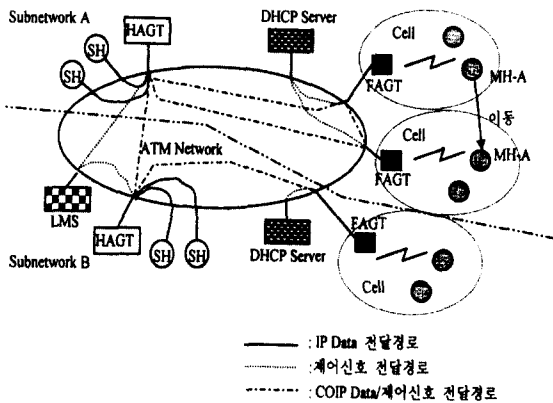 Subnetwork A
HAGT
DHCP Server
Cell
SH
SH
FAGT
MH-A
이동
ATM Network
Cell
FAGT
MH-A
LMS
HAGT
SH
SH
DHCP Server
FAGT
Cell
Subnetwork B
: IP Data 전달경로
: 제어신호 전달경로
: COIP Data/제어신호 전달경로